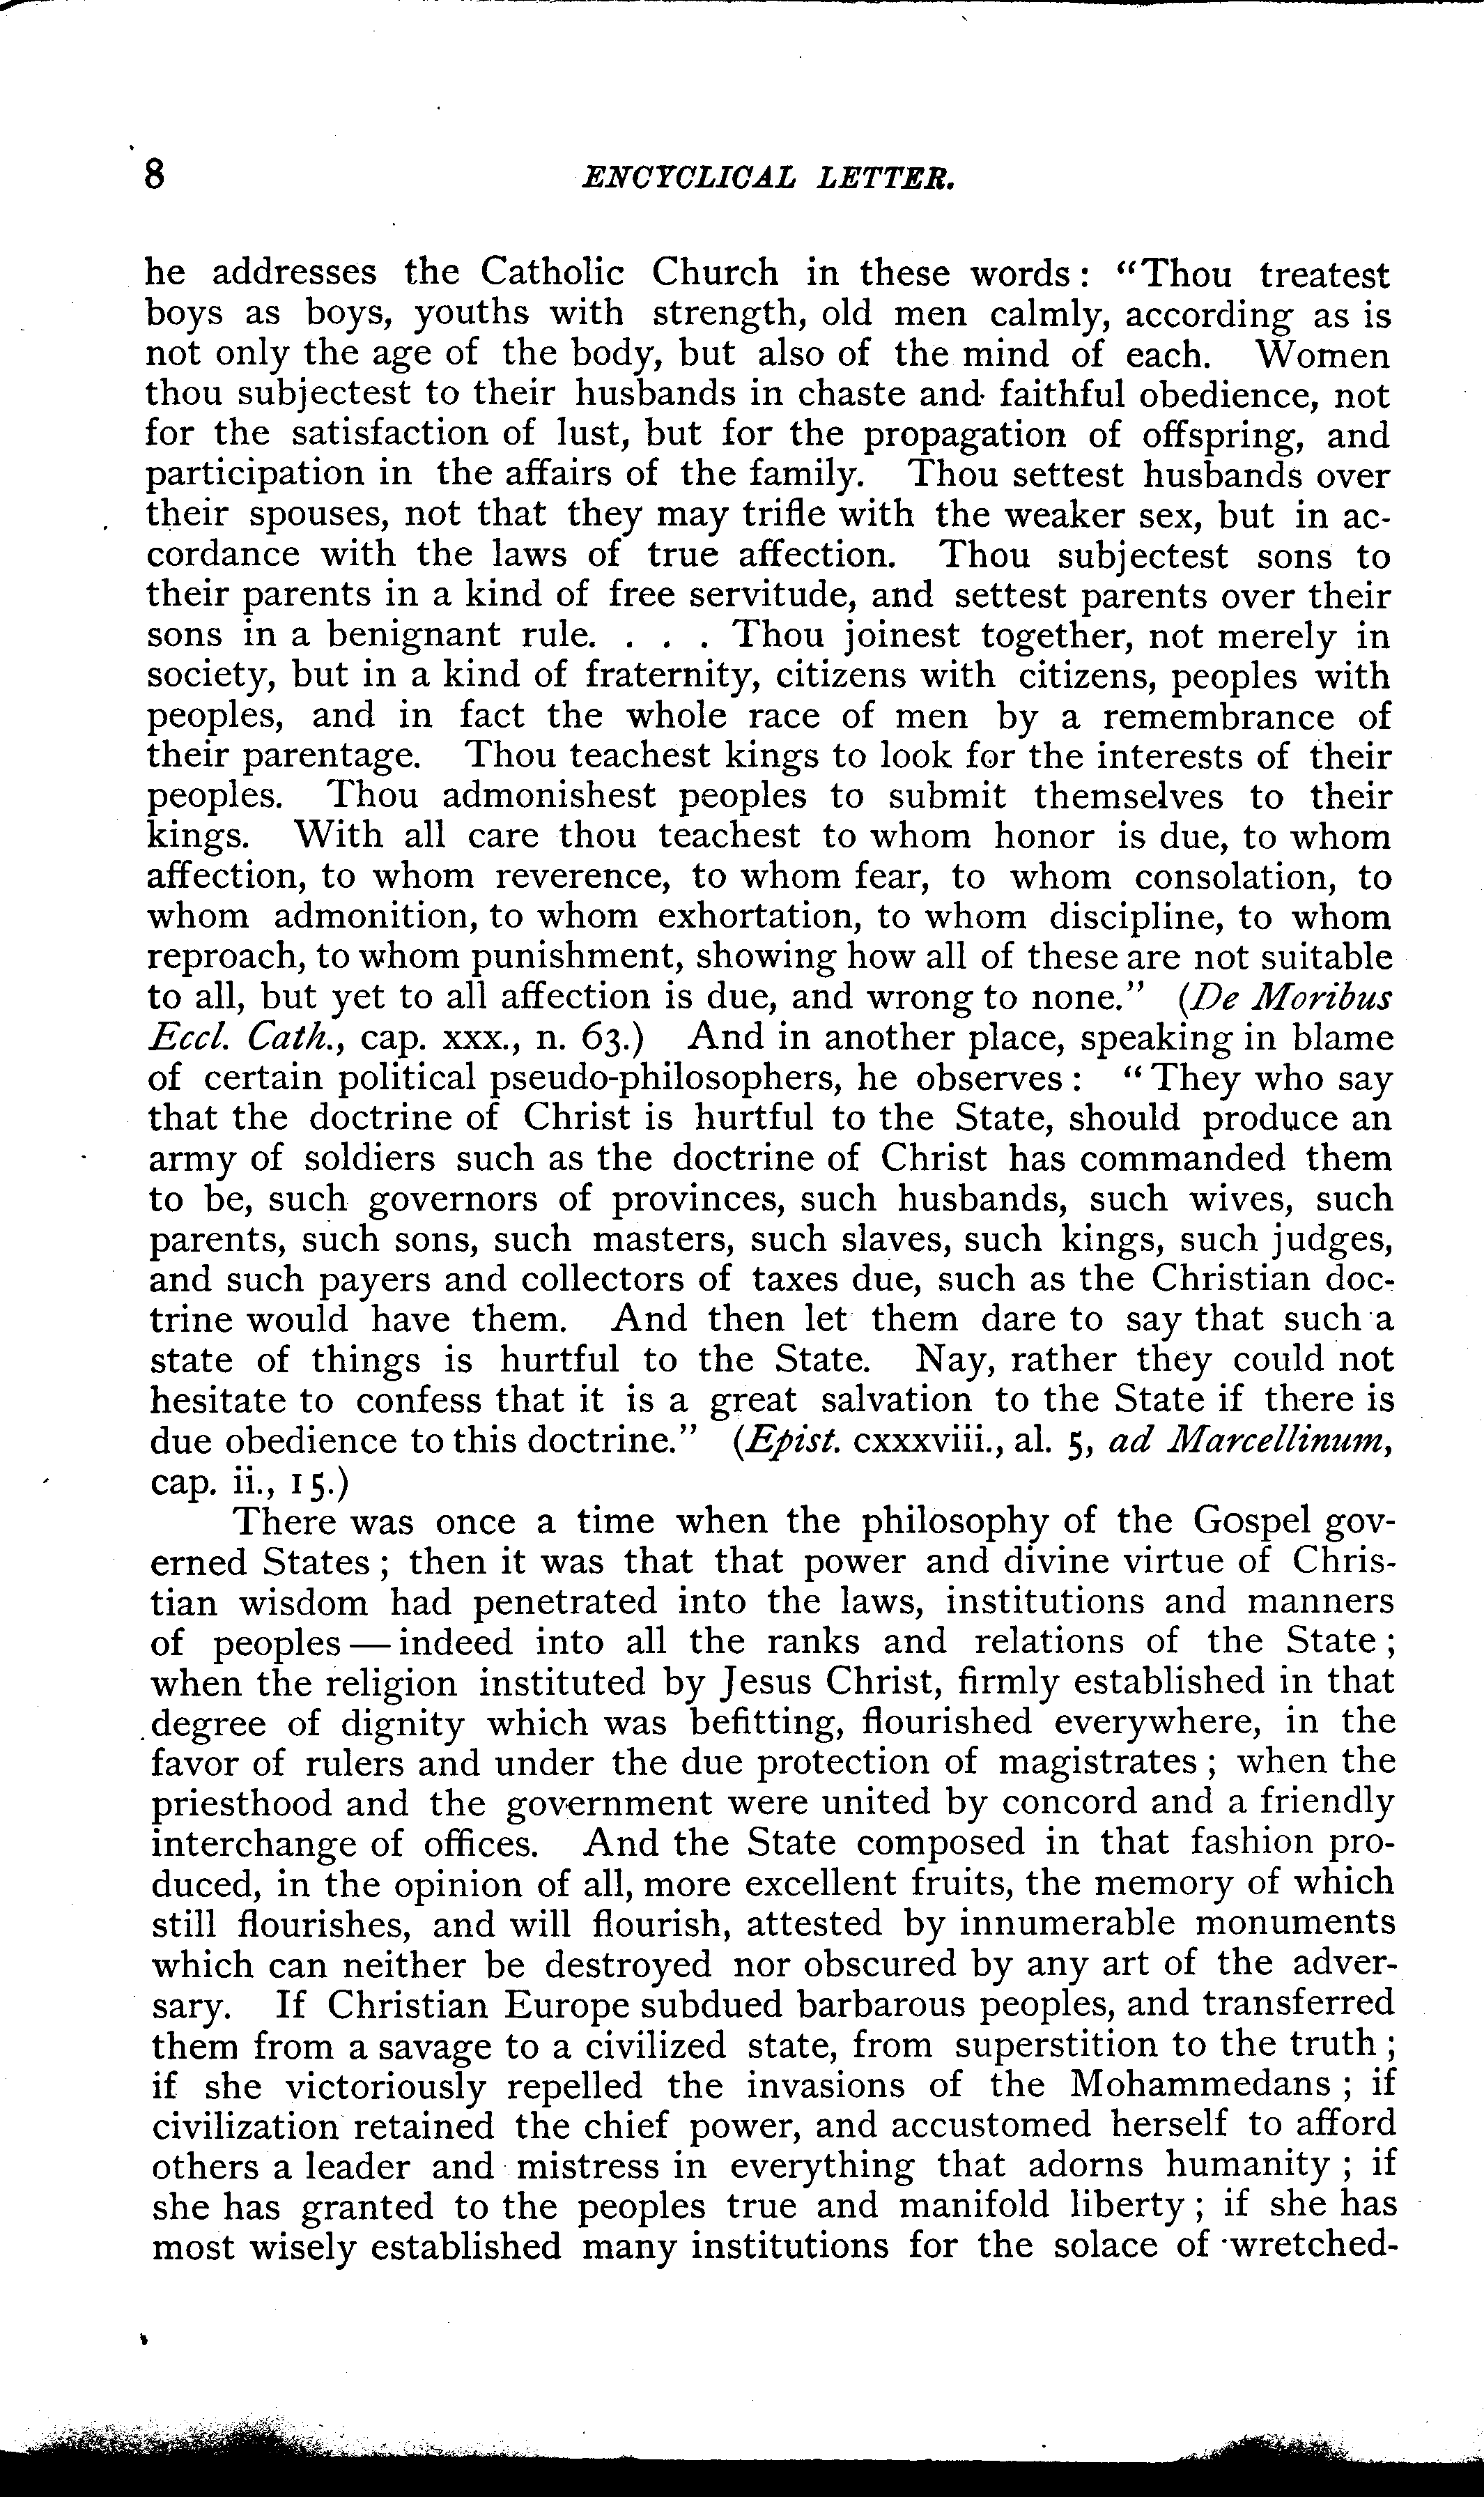 8 ENCYCLICAL LETTER.
he addresses the Catholic Church in these words: "Thou treatest
boys as boys, youths with strength, old men calmly, according as is
not only the age of the body, but also of the mind of each. Women
thou subjectest to their husbands in chaste and faithful obedience, not
for the satisfaction of lust, but for the propagation of offspring, and
participation in the affairs of the family. Thou settest husbands over
their spouses, not that they may trifle with the weaker sex, but in ac-
cordance with the laws of true affection. Thou subjectest sons to
their parents in a kind of free servitude, and settest parents over their
sons in a benignant rule. . . . Thou joinest together, not merely in
society, but in a kind of fraternity, citizens with citizens, peoples with
peoples, and in fact the whole race of men by a remembrance of
their parentage. Thou teachest kings to look for the interests of their
peoples. Thou admonishest peoples to submit themselves to their
kings. With all care thou teachest to whom honor is due, to whom
affection, to whom reverence, to whom fear, to whom consolation, to
whom admonition, to whom exhortation, to whom discipline, to whom
reproach, to whom punishment, showing how all of these are not suitable
to all, but yet to all affection is due, and wrong to none." (De Moribus
Eccl. Cath., cap. xxx., n. 63.) And in another place, speaking in blame
of certain political pseudo-philosophers, he observes: "They who say
that the doctrine of Christ is hurtful to the State, should produce an
army of soldiers such as the doctrine of Christ has commanded them
to be, such governors of provinces, such husbands, such wives, such
parents, such sons, such masters, such slaves, such kings, such judges,
and such payers and collectors of taxes due, such as the Christian doc-
trine would have them. And then let them dare to say that such a
state of things is hurtful to the State. Nay, rather they could not
hesitate to confess that it is a great salvation to the State if there is
due obedience to this doctrine." (Epist. cxxxviii., al. 5, ad Marcellinum,
cap. ii., 15.)
There was once a time when the philosophy of the Gospel gov-
erned States; then it was that that power and divine virtue of Chris-
tian wisdom had penetrated into the laws, institutions and manners
of peoples — indeed into all the ranks and relations of the State;
when the religion instituted by Jesus Christ, firmly established in that
degree of dignity which was befitting, flourished everywhere, in the
favor of rulers and under the due protection of magistrates; when the
priesthood and the government were united by concord and a friendly
interchange of offices. And the State composed in that fashion pro-
duced, in the opinion of all, more excellent fruits, the memory of which
still flourishes, and will flourish, attested by innumerable monuments
which can neither be destroyed nor obscured by any art of the adver-
sary. If Christian Europe subdued barbarous peoples, and transferred
them from a savage to a civilized state, from superstition to the truth;
if she victoriously repelled the invasions of the Mohammedans; if
civilization retained the chief power, and accustomed herself to afford
others a leader and mistress in everything that adorns humanity; if
she has granted to the peoples true and manifold liberty; if she has
most wisely established many institutions for the solace of wretched-